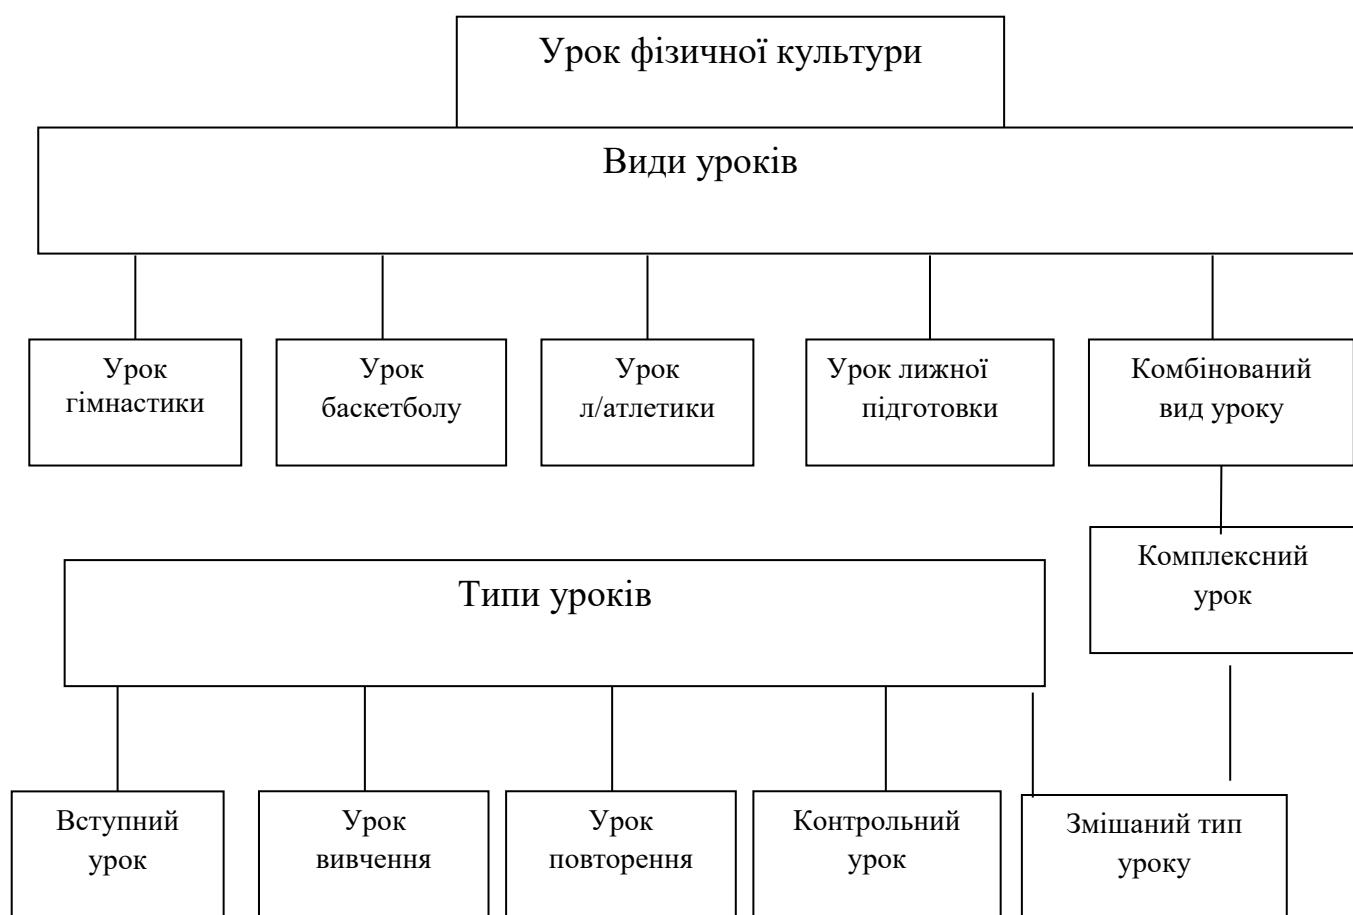 Урок фізичної культури
Види уроків
Урок
гімнастики
Урок
баскетболу
Урок
л/атлетики
Урок лижної
підготовки
Комбінований
вид уроку
Комплексний
урок
Типи уроків
Вступний
урок
Урок
вивчення
Урок
повторення
Контрольний
урок
Змішаний тип
уроку